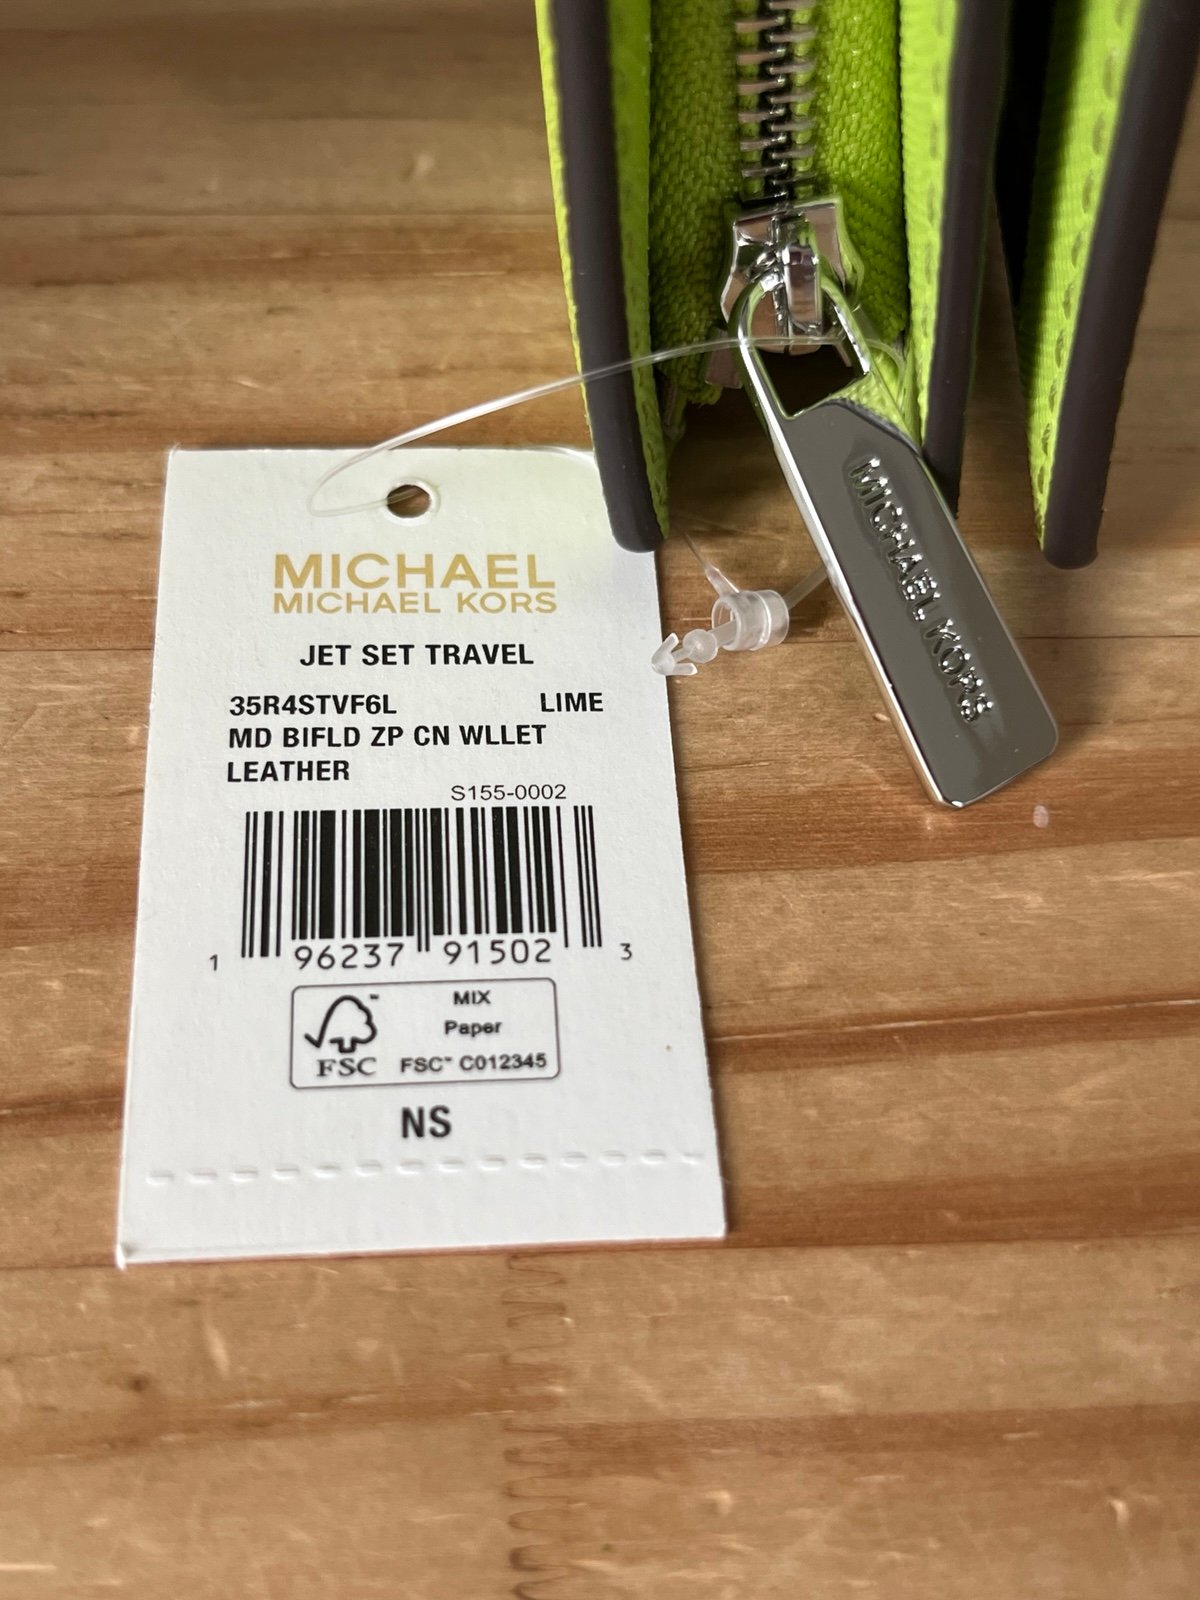 MICHAEL
MICHAEL KORS
JET SET TRAVEL
35R4STVF6L LIME
MD BIFLD ZP CN WLLET
LEATHER
S155-0002
1 96237 91502 3
FSC
MIX
Paper
FSC™ C012345
NS
MICHAEL KORS